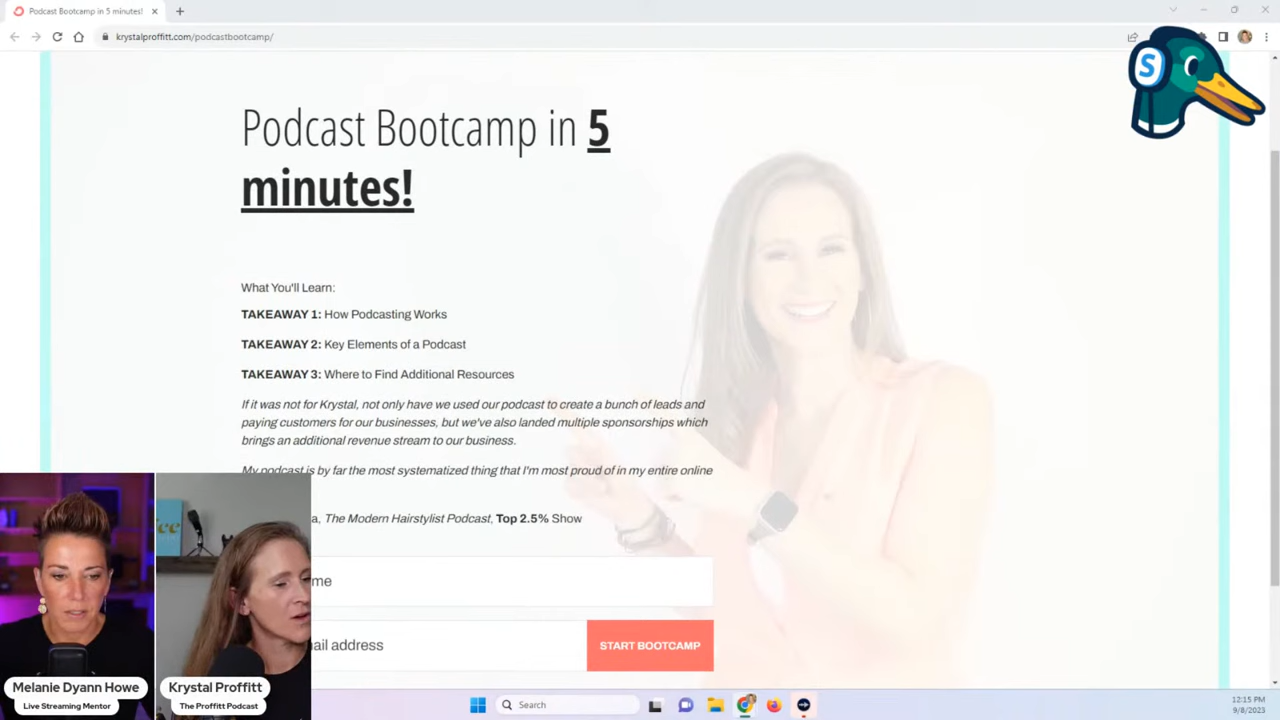 Podcast Bootcamp in 5 minutes!
krystalproffitt.com/podcastbootcamp/
S
Podcast Bootcamp in 5
minutes!
What You'll Learn:
TAKEAWAY 1: How Podcasting Works
TAKEAWAY 2: Key Elements of a Podcast
TAKEAWAY 3: Where to Find Additional Resources
If it was not for Krystal, not only have we used our podcast to create a bunch of leads and
paying customers for our businesses, but we've also landed multiple sponsorships which
brings an additional revenue stream to our business.
My podcast is by far the most systematized thing that I'm most proud of in my entire online
The Modern Hairstylist Podcast, Top 2.5% Show
address
START BOOTCAMP
Melanie Dyann Howe
Live Streaming Mentor
Krystal Proffitt
The Proffitt Podcast
Search
12:15 PM
9/8/2023